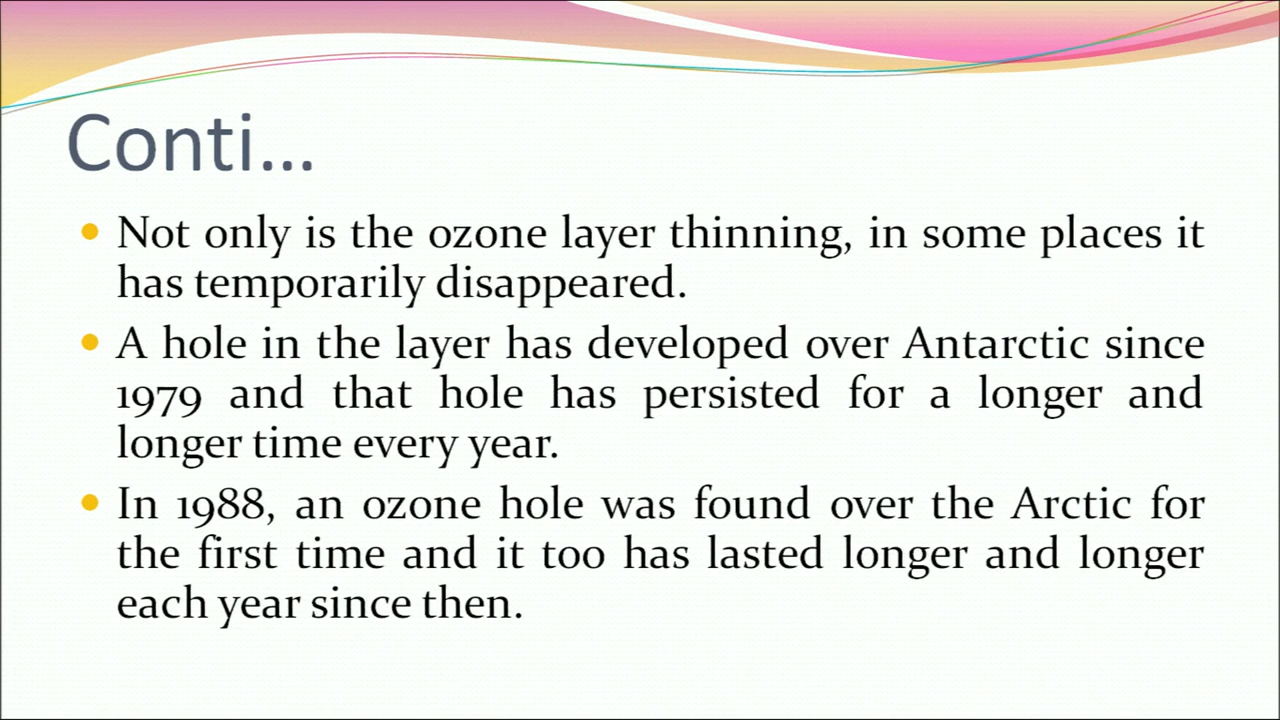 Conti...
• Not only is the ozone layer thinning, in some places it
has temporarily disappeared.
• A hole in the layer has developed over Antarctic since
1979 and that hole has persisted for a longer and
longer time every year.
• In 1988, an ozone hole was found over the Arctic for
the first time and it too has lasted longer and longer
each year since then.